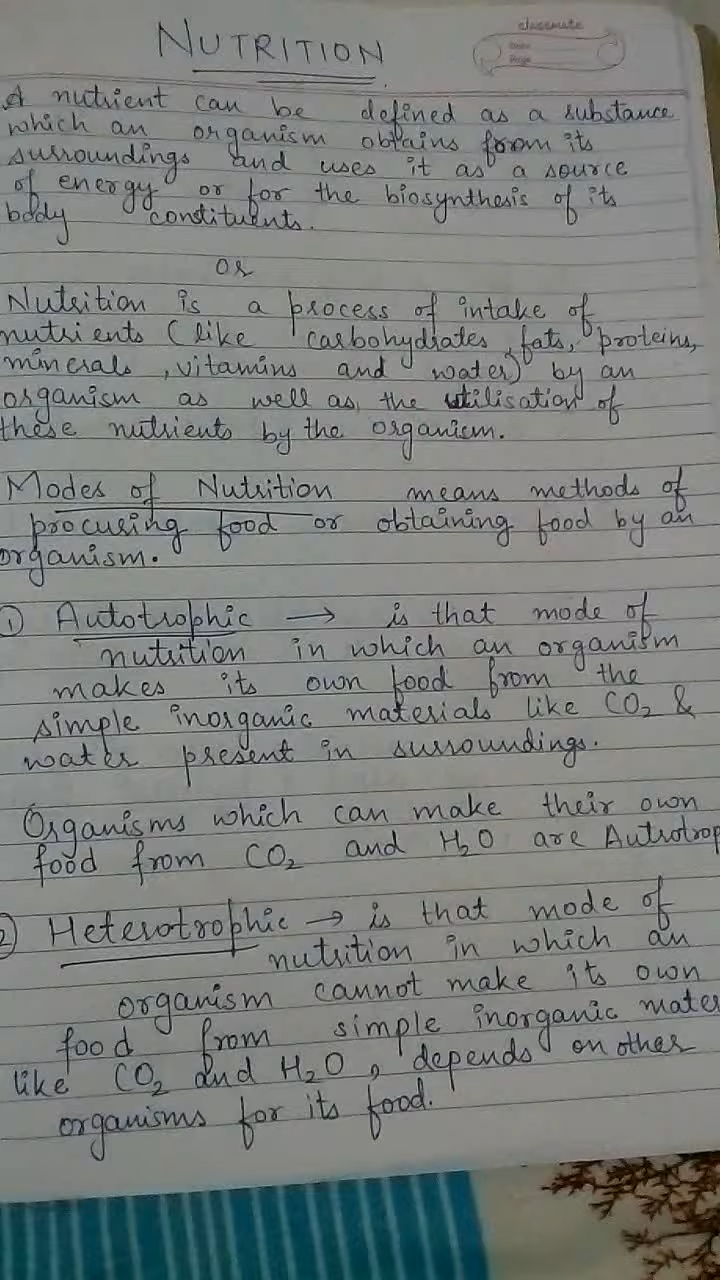 NUTRITION
classmate
Date
Page
A nutrient can be defined as a substance
which an organism obtains from its
surroundings and uses it as a source
of energy or for the biosynthesis of its
body constituents.
or
Nutrition is a process of intake of
nutrients (like carbohydrates, fats, proteins,
minerals, vitamins and water) by an
organism as well as the utilisation of
these nutrients by the organism.
Modes of Nutrition means methods of
procuring food or obtaining food by an
organism.
① Autotrophic → is that mode of
nutrition in which an organism
makes its own food from the
simple inorganic materials like CO₂ &
water present in surroundings.
Organisms which can make their own
food from CO₂ and H₂O are Autrotrop
② Heterotrophic → is that mode of
nutrition in which an
organism cannot make its own
food from simple inorganic mate
like CO₂ and H₂O, depends on other
organisms for its food.